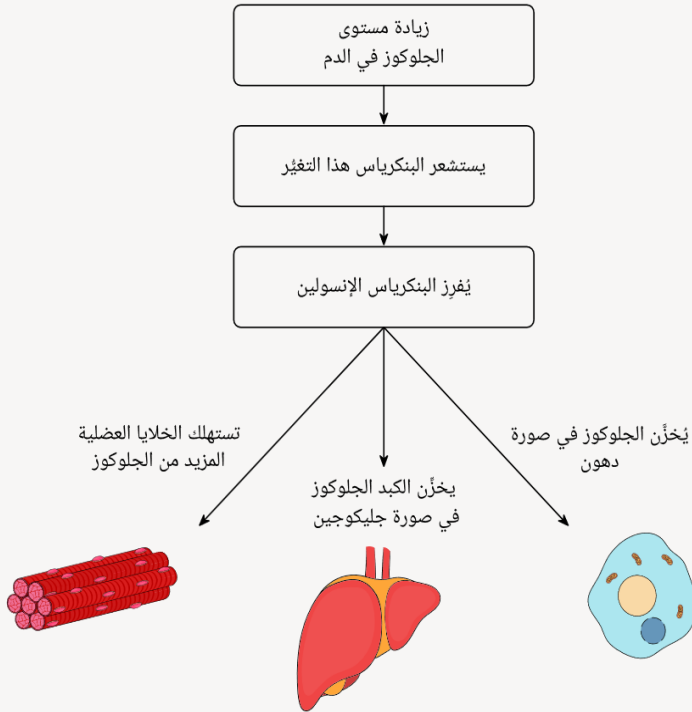 زيادة مستوى
الجلوكوز في الدم
يستشعر البنكرياس هذا التغيُّر
يُفرِز البنكرياس الإنسولين
يُخزَّن الجلوكوز في صورة
دهون
يخزِّن الكبد الجلوكوز
في صورة جليكوجين
تستهلك الخلايا العضلية
المزيد من الجلوكوز